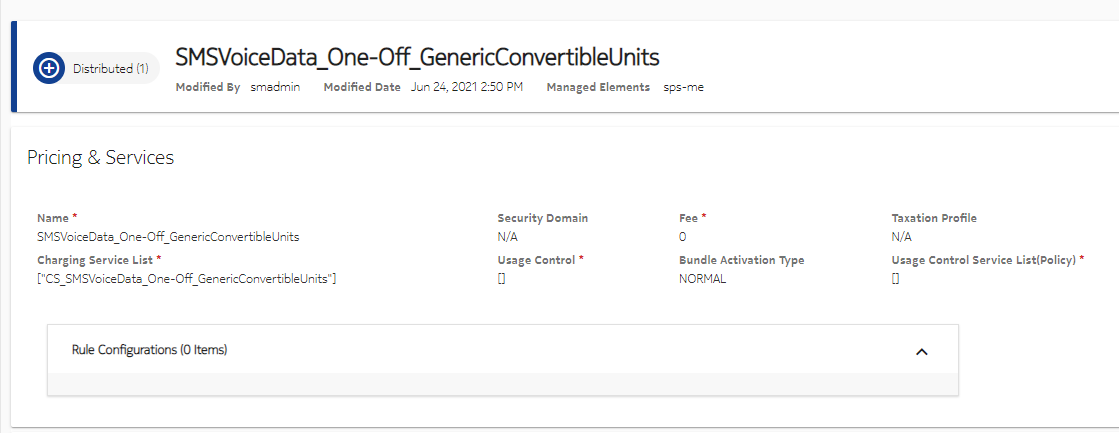 Distributed (1)
SMSVoiceData_One-Off_GenericConvertibleUnits
Modified By smadmin Modified Date Jun 24, 2021 2:50 PM Managed Elements sps-me
Pricing & Services
Name * Security Domain Fee * Taxation Profile
SMSVoiceData_One-Off_GenericConvertibleUnits N/A 0 N/A
Charging Service List * Usage Control * Bundle Activation Type Usage Control Service List(Policy) *
["CS_SMSVoiceData_One-Off_GenericConvertibleUnits"] [] NORMAL []
Rule Configurations (0 Items)